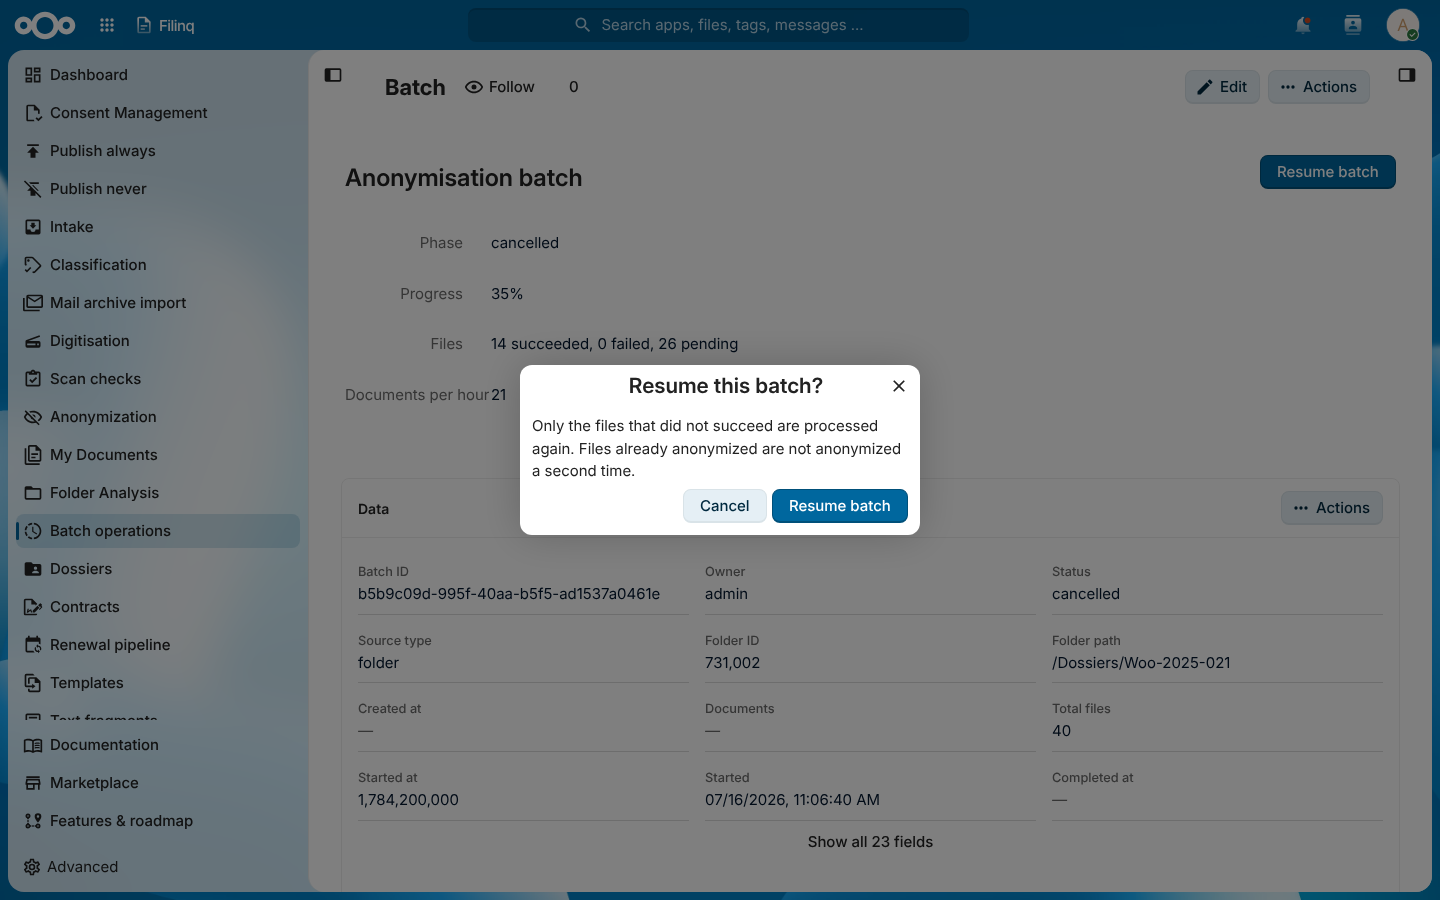 Filinq
Search apps, files, tags, messages ...
A
Dashboard
Consent Management
Publish always
Publish never
Intake
Classification
Mail archive import
Digitisation
Scan checks
Anonymization
My Documents
Folder Analysis
Batch operations
Dossiers
Contracts
Renewal pipeline
Templates
Text fragments
Documentation
Marketplace
Features & roadmap
Advanced
Batch
Follow
0
Edit
Actions
Anonymisation batch
Resume batch
Phase cancelled
Progress 35%
Files 14 succeeded, 0 failed, 26 pending
Documents per hour 21
Resume this batch?
Only the files that did not succeed are processed
again. Files already anonymized are not anonymized
a second time.
Cancel
Resume batch
Data
Actions
Batch ID
b5b9c09d-995f-40aa-b5f5-ad1537a0461e
Owner
admin
Status
cancelled
Source type
folder
Folder ID
731,002
Folder path
/Dossiers/Woo-2025-021
Created at
—
Documents
—
Total files
40
Started at
1,784,200,000
Started
07/16/2026, 11:06:40 AM
Completed at
—
Show all 23 fields